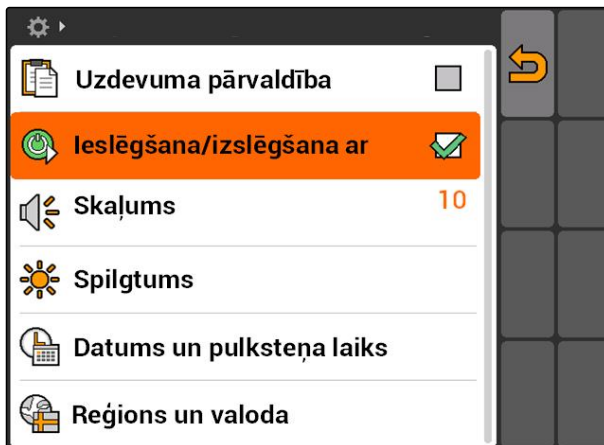 Uzdevuma pārvaldība
Ieslēgšana/izslēgšana ar
Skaļums
10
Spilgtums
Datums un pulksteņa laiks
Reģions un valoda